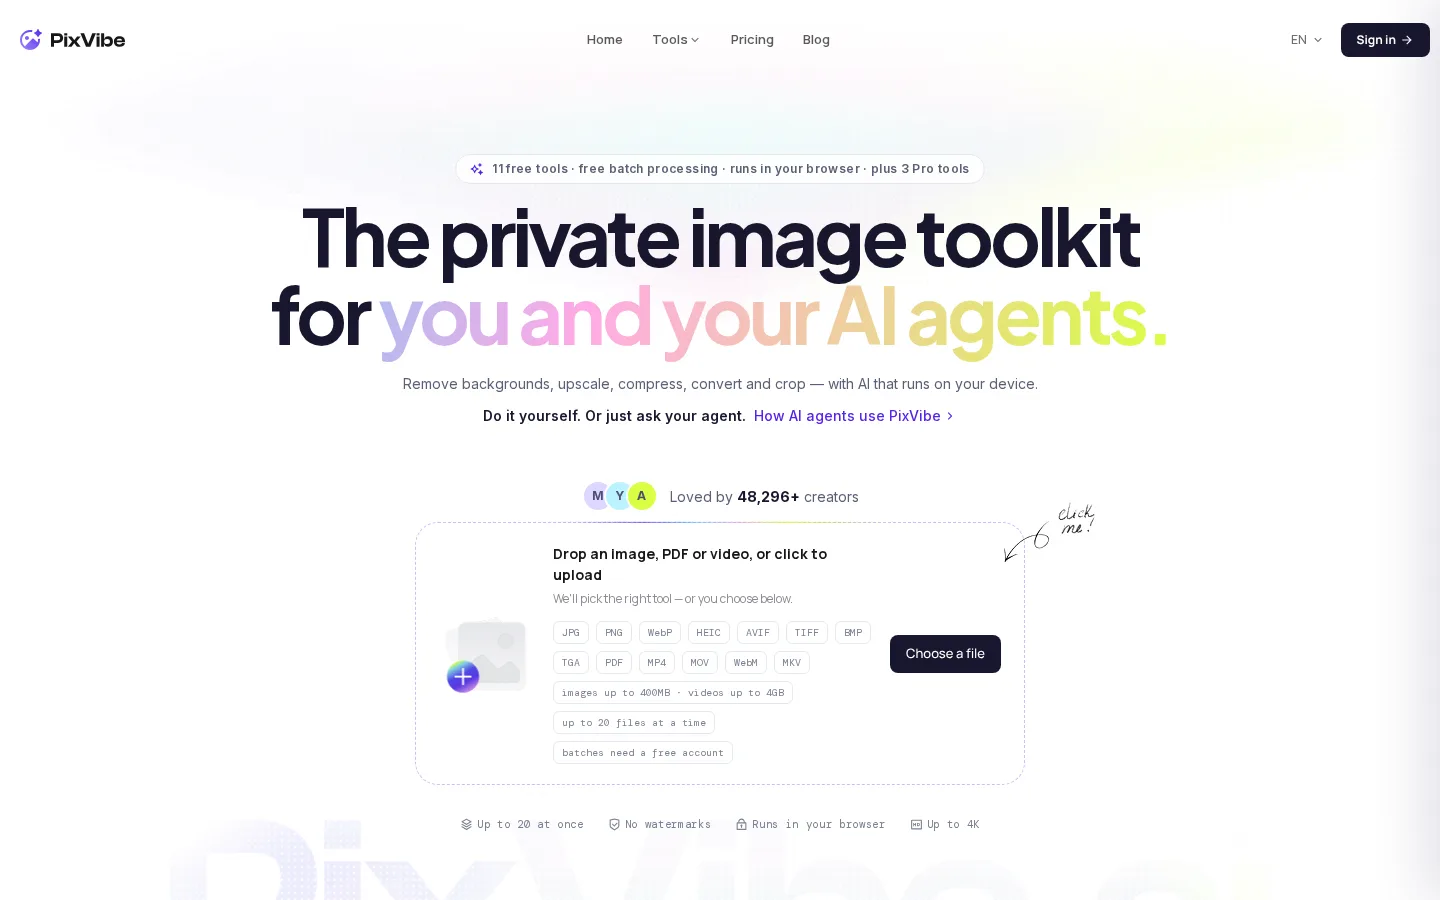 PixVibe
Home
Tools
Pricing
Blog
EN
Sign in
11 free tools · free batch processing · runs in your browser · plus 3 Pro tools
The private image toolkit
for you and your AI agents.
Remove backgrounds, upscale, compress, convert and crop — with AI that runs on your device.
Do it yourself. Or just ask your agent. How AI agents use PixVibe
M Y A
Loved by 48,296+ creators
click
me!
Drop an image, PDF or video, or click to
upload
We'll pick the right tool — or you choose below.
JPG PNG WebP HEIC AVIF TIFF BMP
TGA PDF MP4 MOV WebM MKV
images up to 400MB · videos up to 4GB
up to 20 files at a time
batches need a free account
Choose a file
Up to 20 at once
No watermarks
Runs in your browser
HD Up to 4K
PixVibe.ai